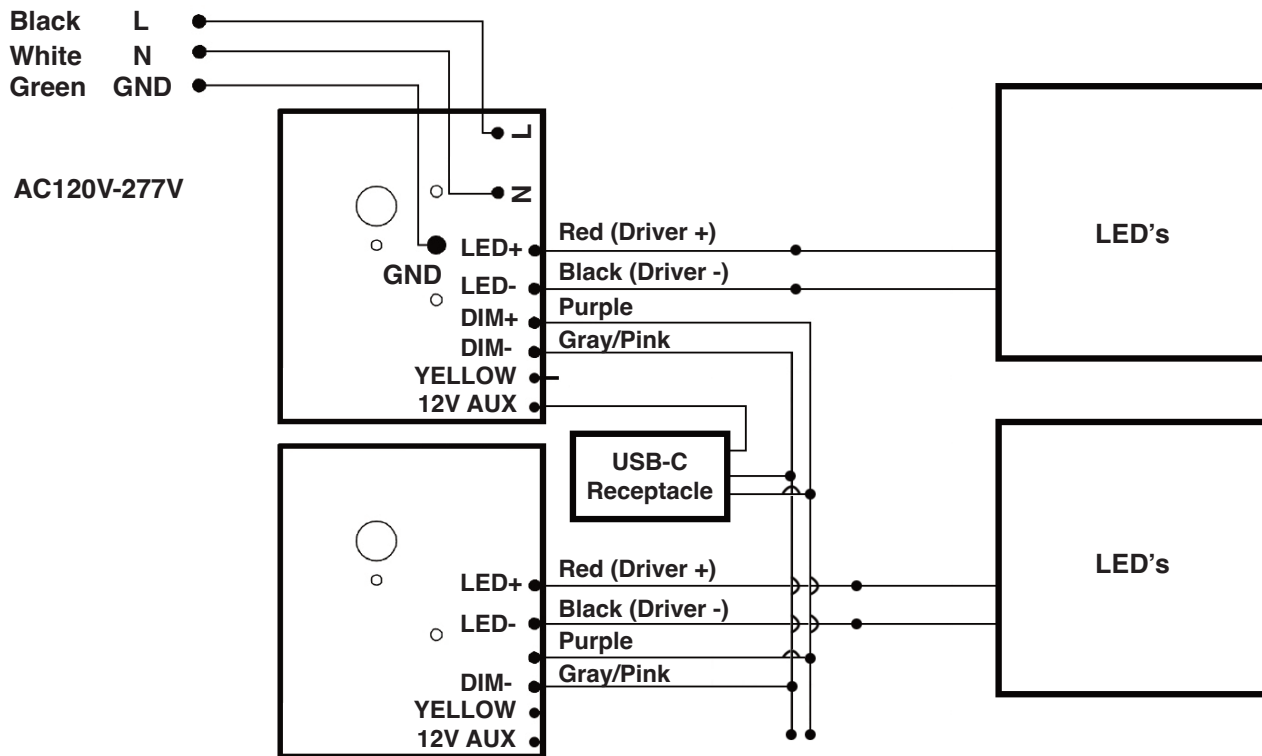 Black L
White N
Green GND
AC120V-277V
L
N
LED+
GND
LED-
DIM+
DIM-
YELLOW
12V AUX
Red (Driver +)
Black (Driver -)
Purple
Gray/Pink
LED's
USB-C
Receptacle
LED+
LED-
DIM-
YELLOW
12V AUX
Red (Driver +)
Black (Driver -)
Purple
Gray/Pink
LED's